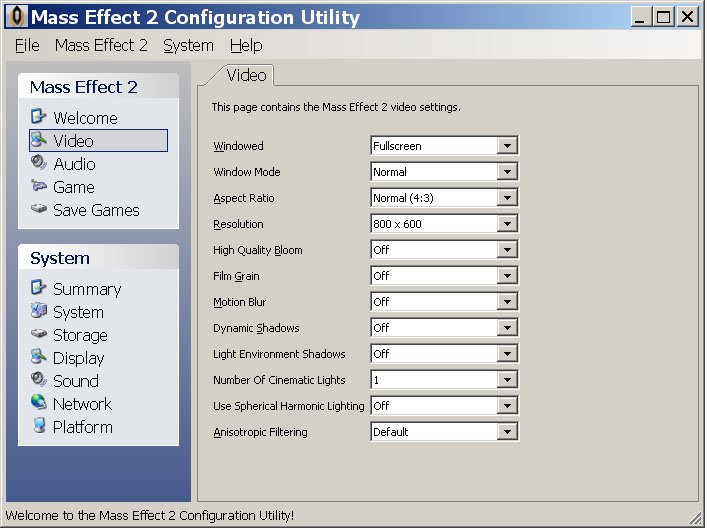 Mass Effect 2 Configuration Utility
File Mass Effect 2 System Help
Mass Effect 2
Welcome
Video
Audio
Game
Save Games
System
Summary
System
Storage
Display
Sound
Network
Platform
Video
This page contains the Mass Effect 2 video settings.
Windowed Fullscreen
Window Mode Normal
Aspect Ratio Normal (4:3)
Resolution 800 x 600
High Quality Bloom Off
Film Grain Off
Motion Blur Off
Dynamic Shadows Off
Light Environment Shadows Off
Number Of Cinematic Lights 1
Use Spherical Harmonic Lighting Off
Anisotropic Filtering Default
Welcome to the Mass Effect 2 Configuration Utility!